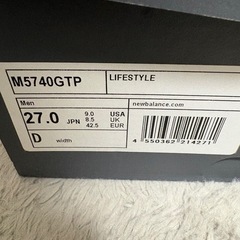 M5740GTP LIFESTYLE
Men newbalance.com
27.0 JPN 9.0 USA
8.5 UK
42.5 EUR
D width
4 550362 214271